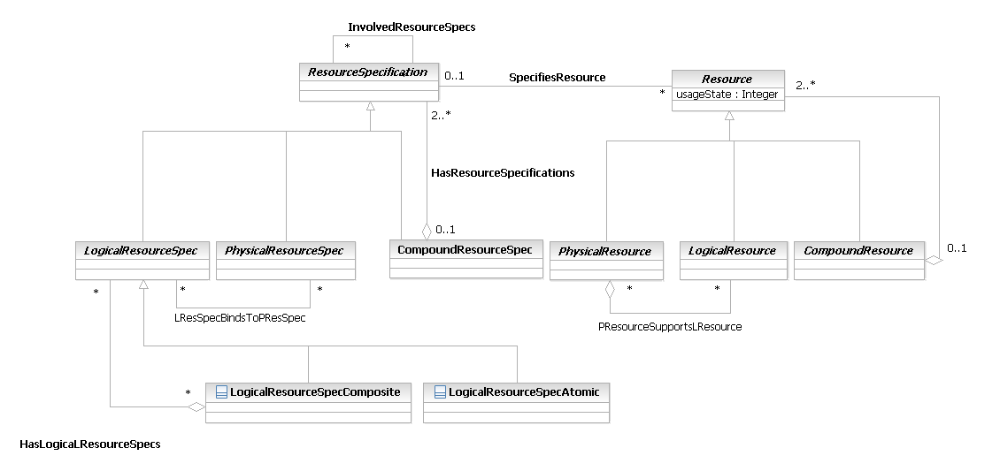 InvolvedResourceSpecs
*
ResourceSpecification
0..1
SpecifiesResource
*
Resource
usageState : Integer
2..*
2..*
HasResourceSpecifications
0..1
LogicalResourceSpec
PhysicalResourceSpec
CompoundResourceSpec
PhysicalResource
LogicalResource
CompoundResource
0..1
*
*
*
LResSpecBindsToPResSpec
*
*
PResourceSupportsLResource
*
LogicalResourceSpecComposite
LogicalResourceSpecAtomic
HasLogicaLResourceSpecs